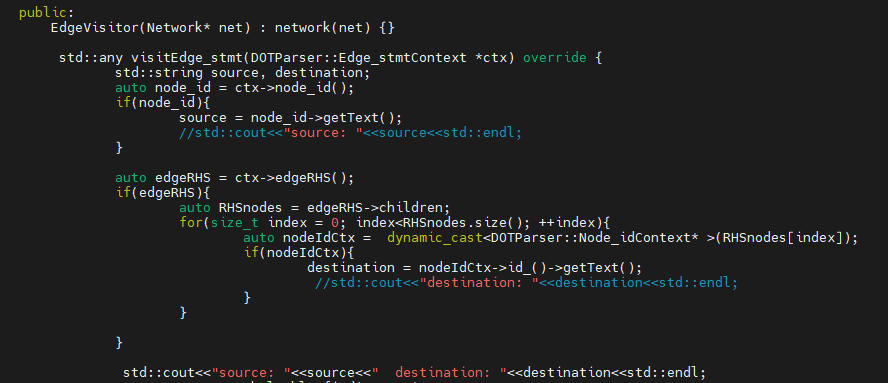 public:
EdgeVisitor(Network* net) : network(net) {}
std::any visitEdge_stmt(DOTParser::Edge_stmtContext *ctx) override {
std::string source, destination;
auto node_id = ctx->node_id();
if(node_id){
source = node_id->getText();
//std::cout<<"source: "<<source<<std::endl;
}
auto edgeRHS = ctx->edgeRHS();
if(edgeRHS){
auto RHSnodes = edgeRHS->children;
for(size_t index = 0; index<RHSnodes.size(); ++index){
auto nodeIdCtx =  dynamic_cast<DOTParser::Node_idContext* >(RHSnodes[index]);
if(nodeIdCtx){
destination = nodeIdCtx->id_()->getText();
//std::cout<<"destination: "<<destination<<std::endl;
}
}
}
std::cout<<"source: "<<source<<"  destination: "<<destination<<std::endl;